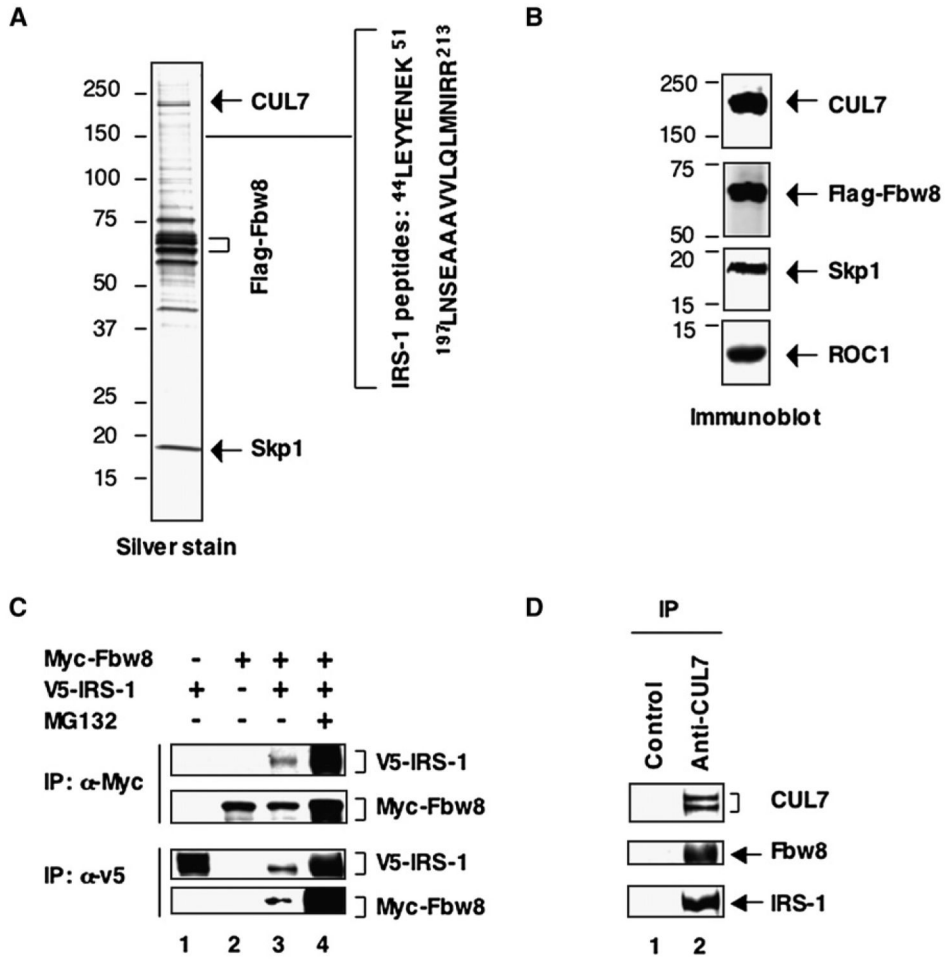 A
250
150
100
75
50
37
25
20
15
CUL7
Flag-Fbw8
Skp1
IRS-1 peptides: ⁴⁴LEYYENEK ⁵¹
¹⁹⁷LNSEAAAVVLQLMNIRR²¹³
Silver stain
B
250
150
CUL7
75
50
Flag-Fbw8
20
15
Skp1
15
ROC1
Immunoblot
C
Myc-Fbw8 - + + +
V5-IRS-1 + - + +
MG132 - - - +
IP: α-Myc
V5-IRS-1
Myc-Fbw8
IP: α-v5
V5-IRS-1
Myc-Fbw8
1 2 3 4
D
IP
Control
Anti-CUL7
CUL7
Fbw8
IRS-1
1 2